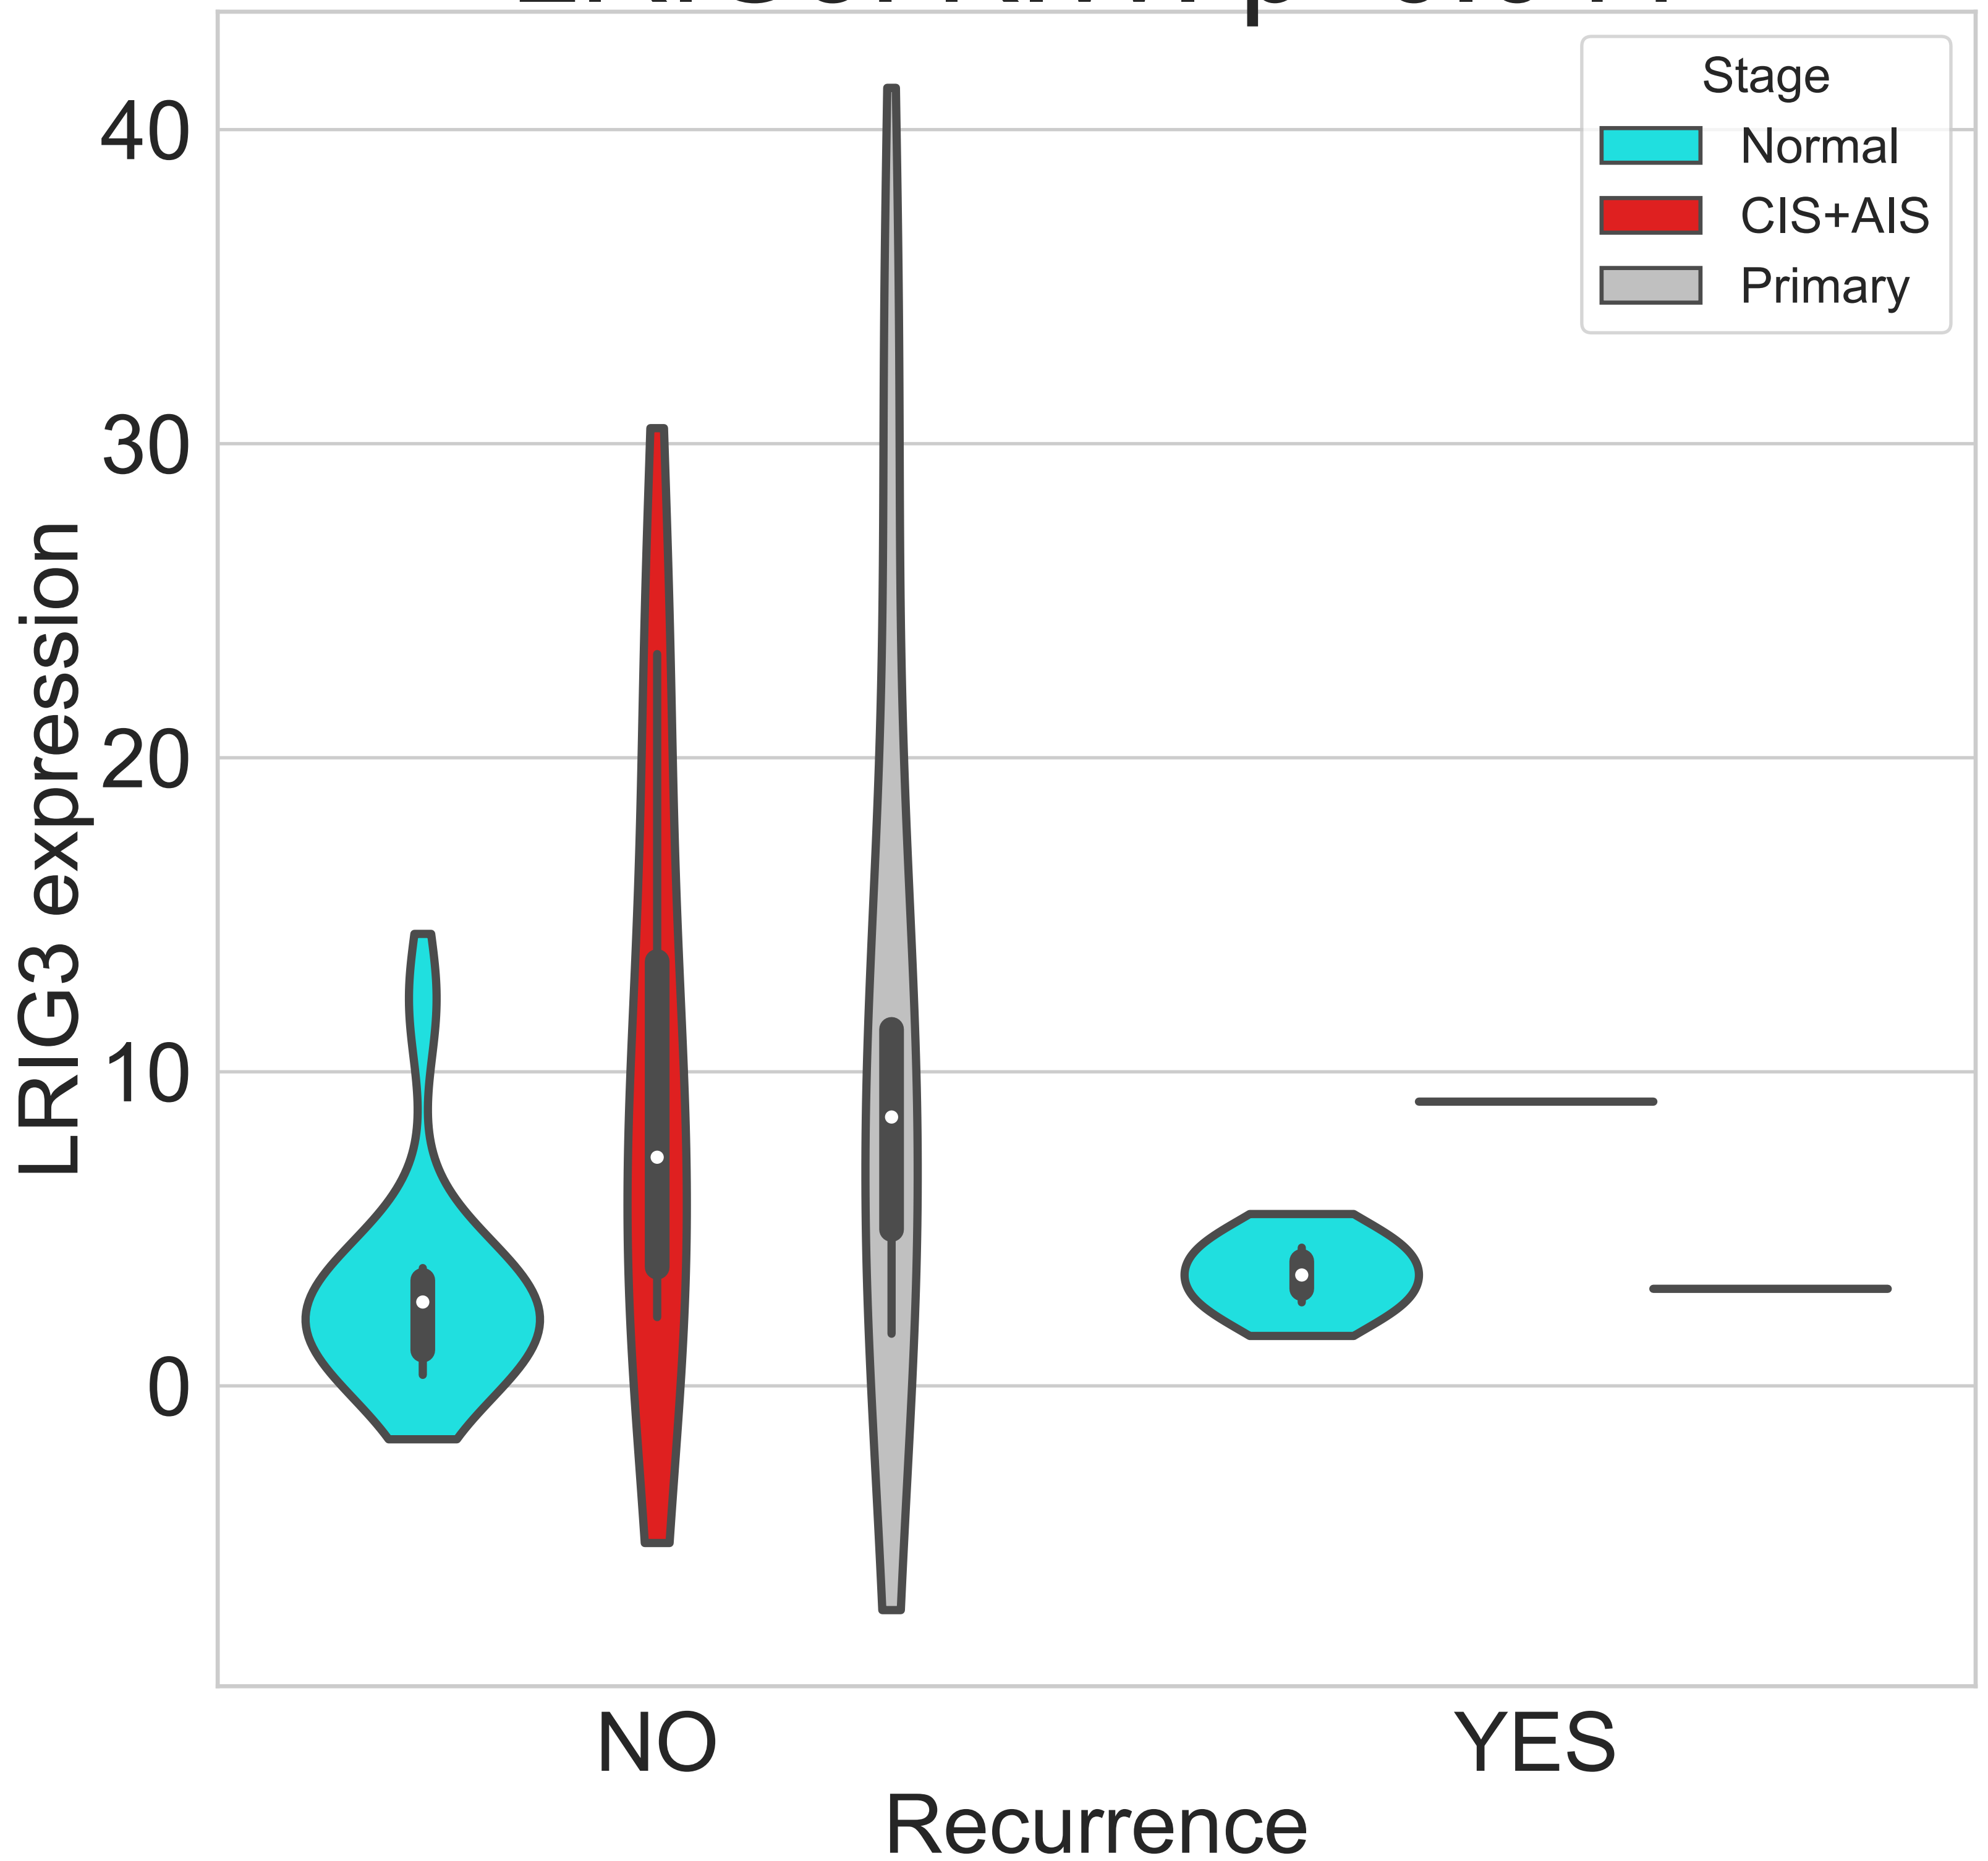 Stage
Normal
CIS+AIS
Primary
40
30
20
10
0
LRIG3 expression
NO YES
Recurrence